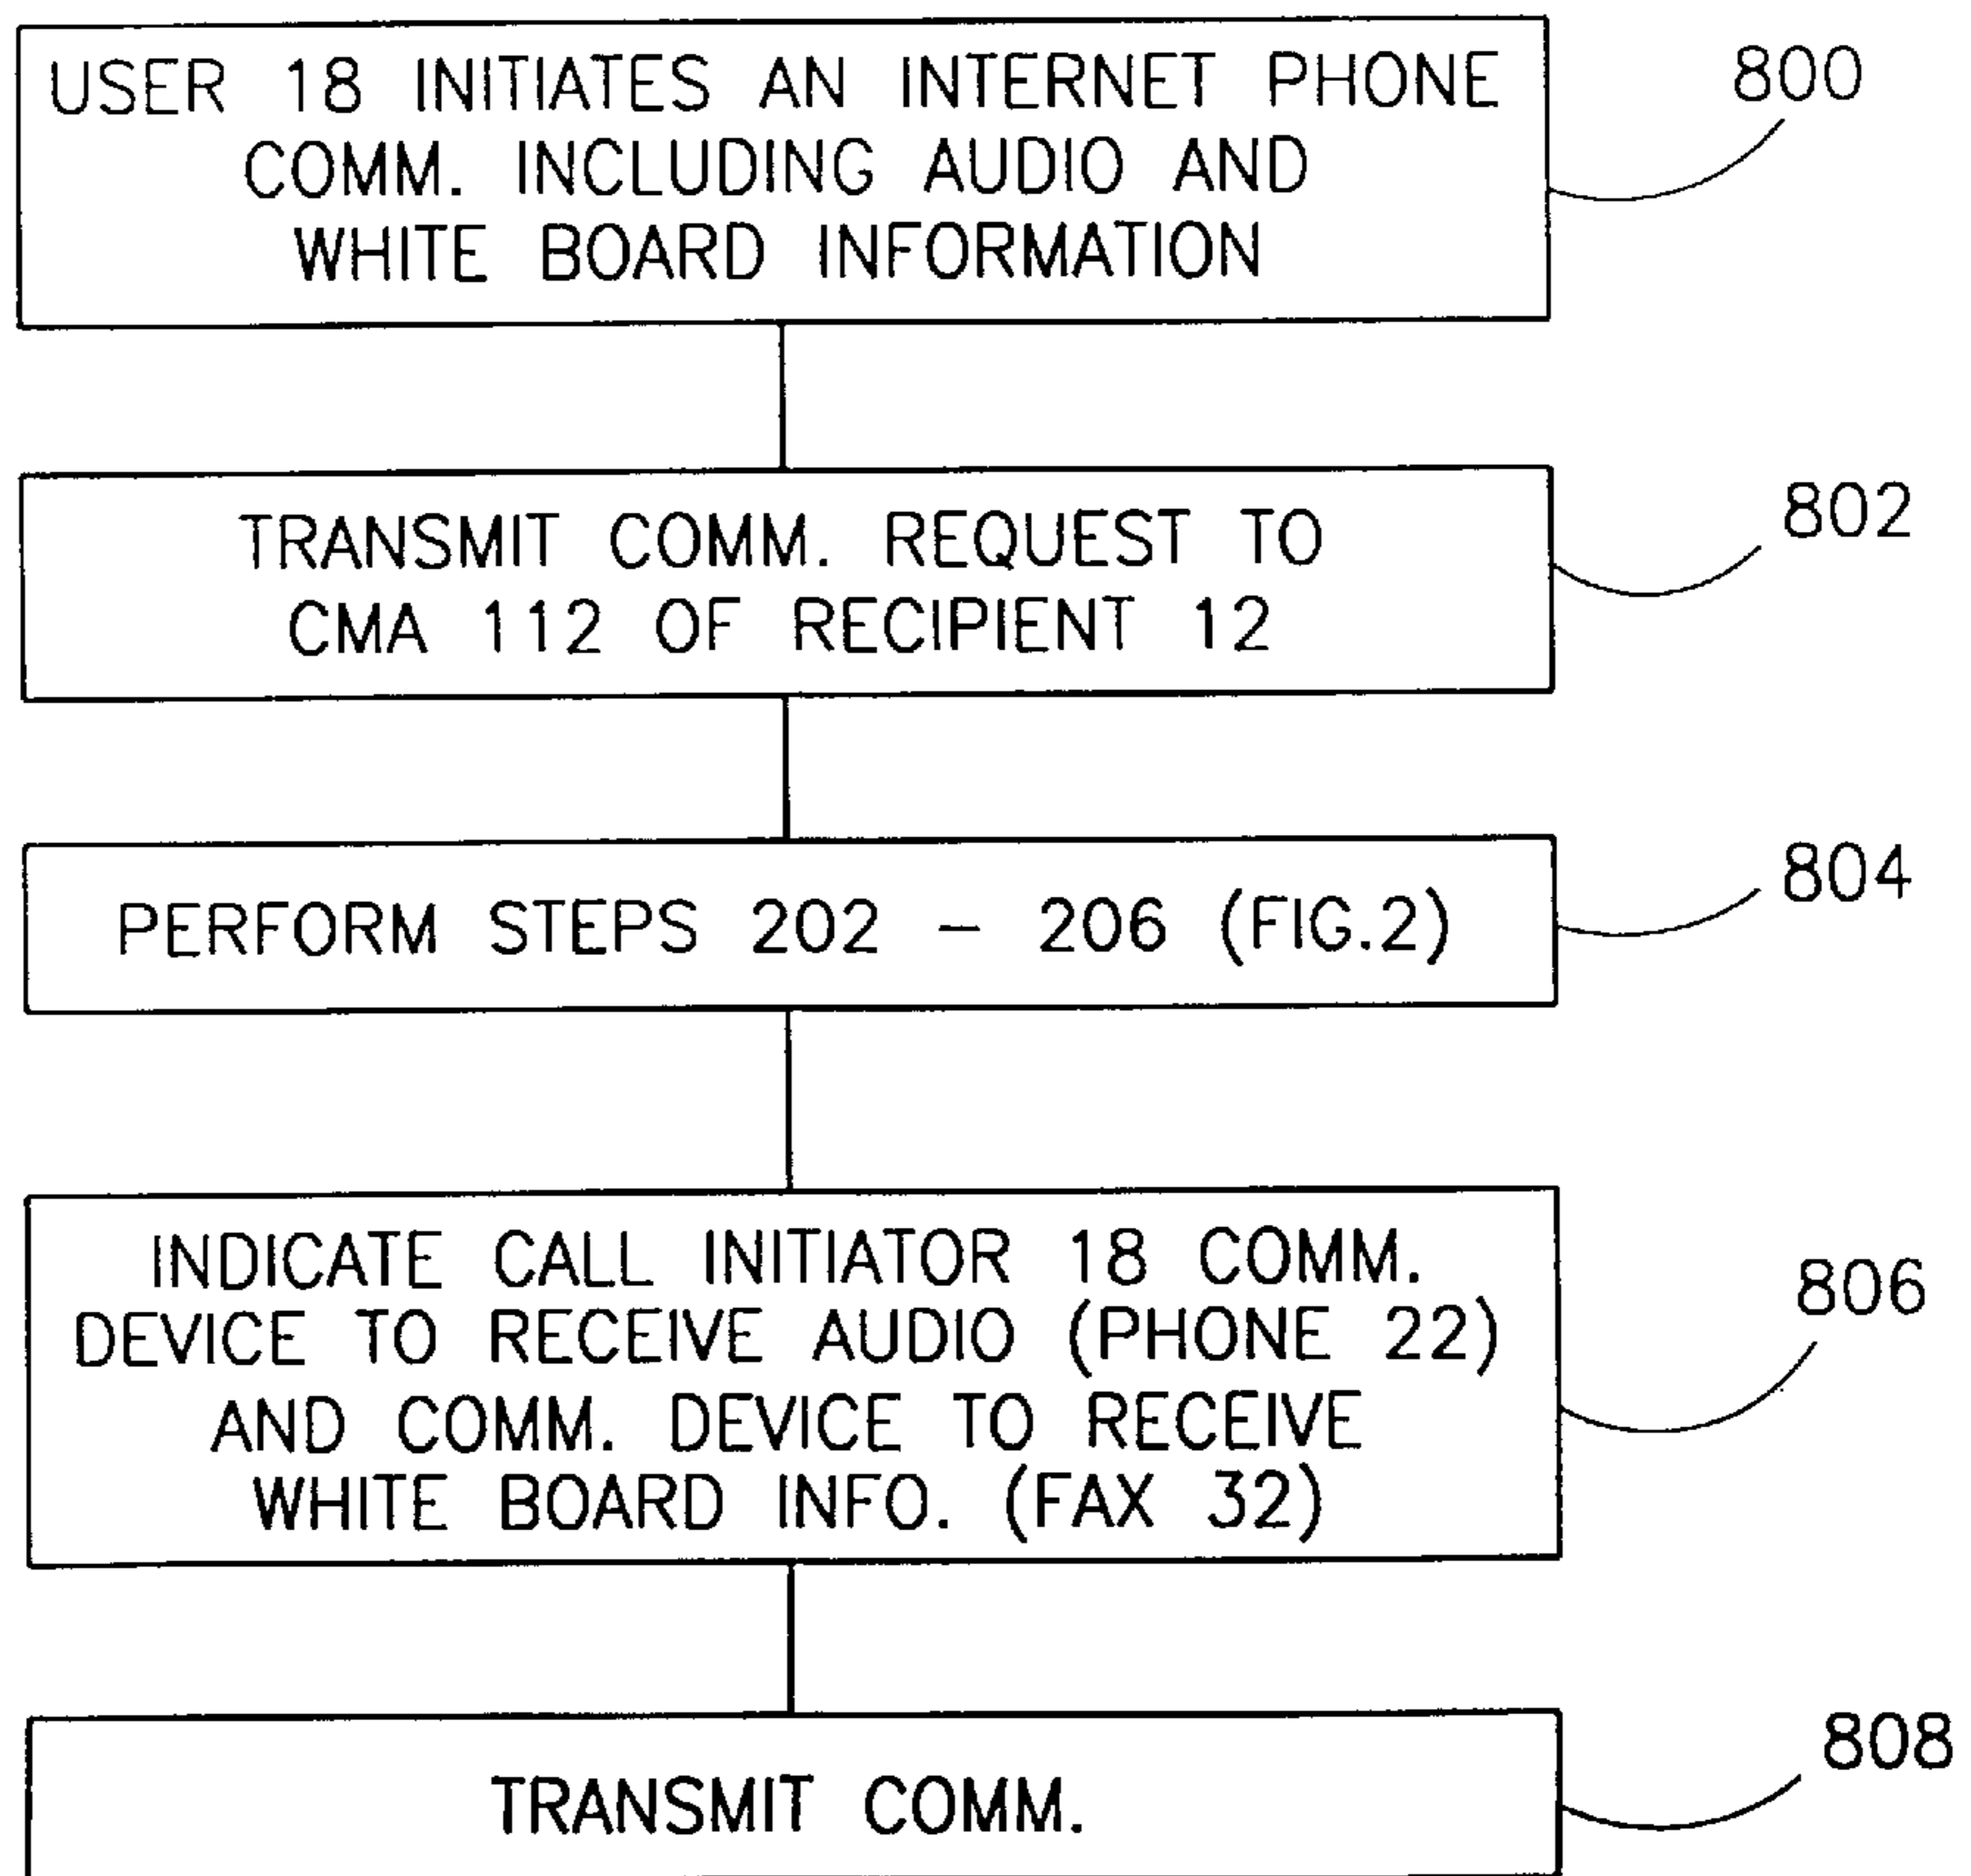 USER 18 INITIATES AN INTERNET PHONE
COMM. INCLUDING AUDIO AND
WHITE BOARD INFORMATION
800
TRANSMIT COMM. REQUEST TO
CMA 112 OF RECIPIENT 12
802
PERFORM STEPS 202 – 206 (FIG.2)
804
INDICATE CALL INITIATOR 18 COMM.
DEVICE TO RECEIVE AUDIO (PHONE 22)
AND COMM. DEVICE TO RECEIVE
WHITE BOARD INFO. (FAX 32)
806
TRANSMIT COMM.
808